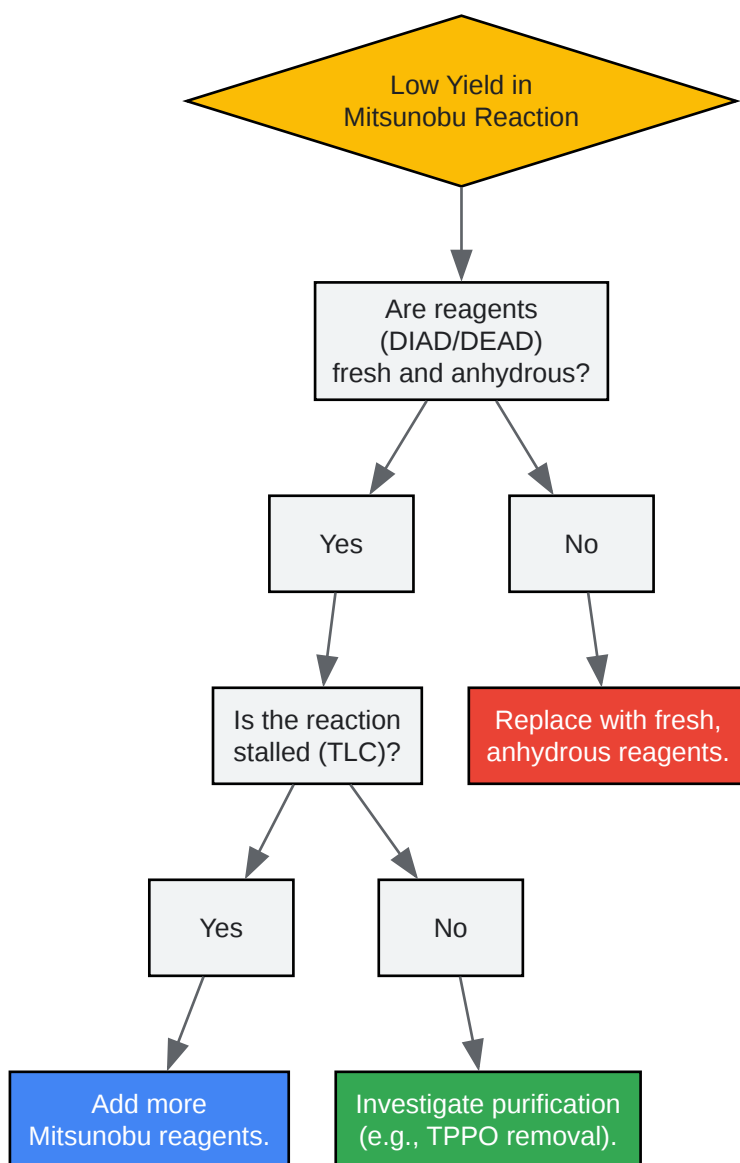 Low Yield in
Mitsunobu Reaction
Are reagents
(DIAD/DEAD)
fresh and anhydrous?
Yes
No
Is the reaction
stalled (TLC)?
Replace with fresh,
anhydrous reagents.
Yes
No
Add more
Mitsunobu reagents.
Investigate purification
(e.g., TPPO removal).